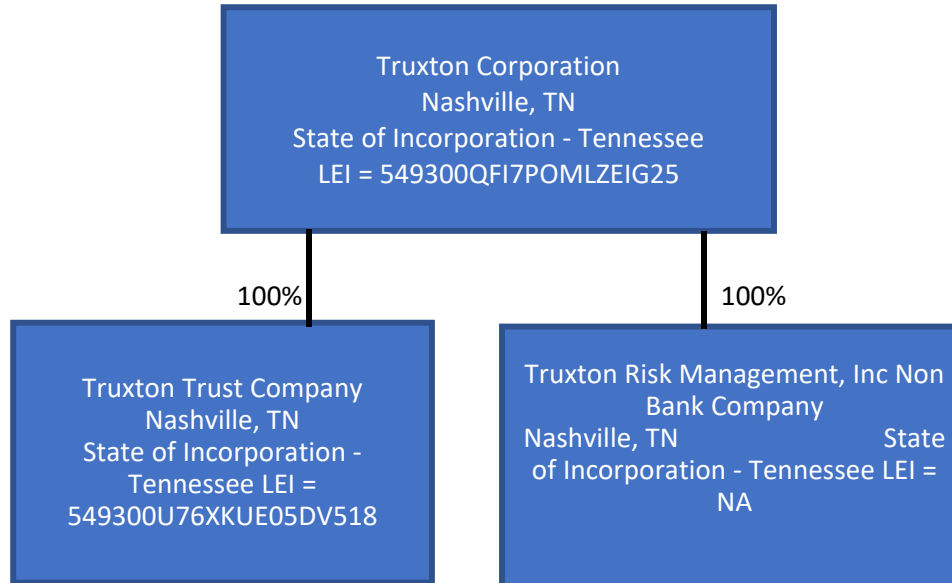 Truxton Corporation
Nashville, TN
State of Incorporation - Tennessee
LEI = 549300QFI7POMLZEIG25
100%
100%
Truxton Trust Company
Nashville, TN
State of Incorporation -
Tennessee LEI =
549300U76XKUE05DV518
Truxton Risk Management, Inc Non
Bank Company
Nashville, TN State
of Incorporation - Tennessee LEI =
NA